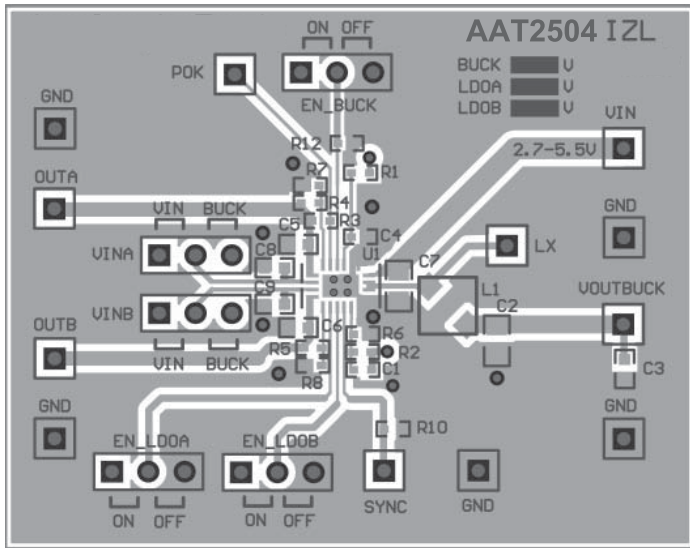 ON OFF
AAT2504 IZL
POK
BUCK V
LDOA V
LDOB V
EN_BUCK
GND
VIN
R12
2.7-5.5V
R7
R1
OUTA
R4
VIN BUCK
R3
GND
C5
C4
VINA
C8
U1
C7
LX
C9
L1
VOUTBUCK
VINB
C2
OUTB
C6
R6
R5
R2
VIN BUCK
R8
C1
C3
GND
GND
EN_LDOA
EN_LDOB
R10
SYNC
GND
ON OFF
ON OFF